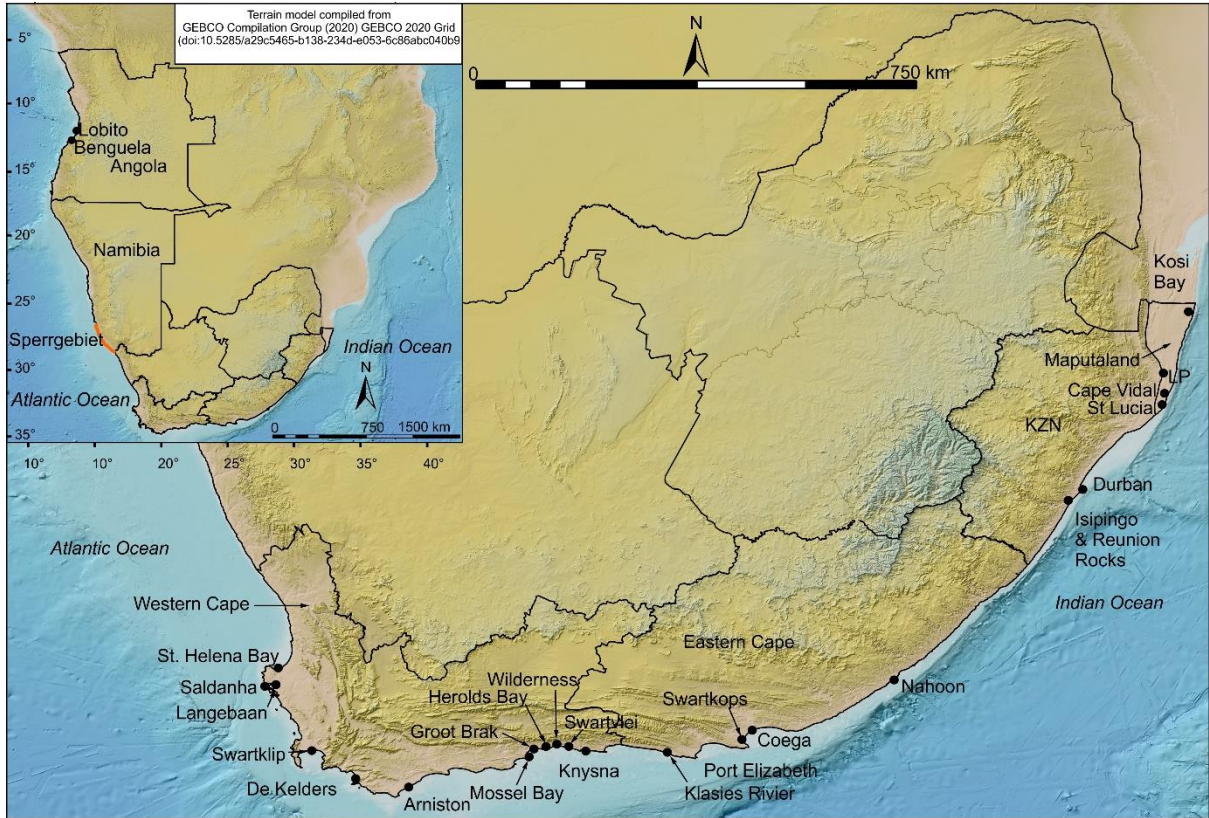 Terrain model compiled from
GEBCO Compilation Group (2020) GEBCO 2020 Grid
(doi:10.5285/a29c5465-b138-234d-e053-6c86abc040b9
5°
10°
15°
20°
25°
30°
35°
Lobito
Benguela
Angola
Namibia
Sperrgebiet
Indian Ocean
Atlantic Ocean
N
0 750 1500 km
10° 15° 20° 25° 30° 35° 40°
N
0 750 km
Kosi
Bay
Maputaland
LP
Cape Vidal
St Lucia
KZN
Durban
Isipingo
& Reunion
Rocks
Atlantic Ocean
Indian Ocean
Western Cape
Eastern Cape
St. Helena Bay
Saldanha
Langebaan
Swartklip
De Kelders
Arniston
Wilderness
Herolds Bay
Swartvlei
Groot Brak
Mossel Bay
Knysna
Swartkops
Coega
Port Elizabeth
Klasies Rivier
Nahoon